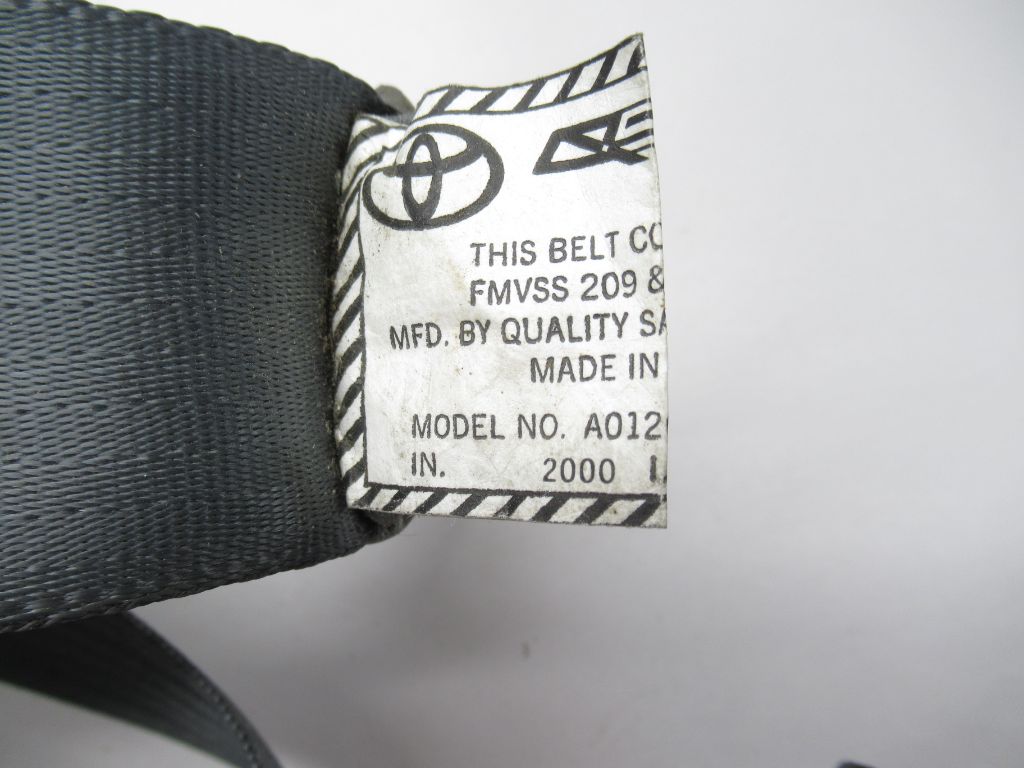 THIS BELT CO
FMVSS 209 &
MFD. BY QUALITY SA
MADE IN
MODEL NO. A012
IN. 2000